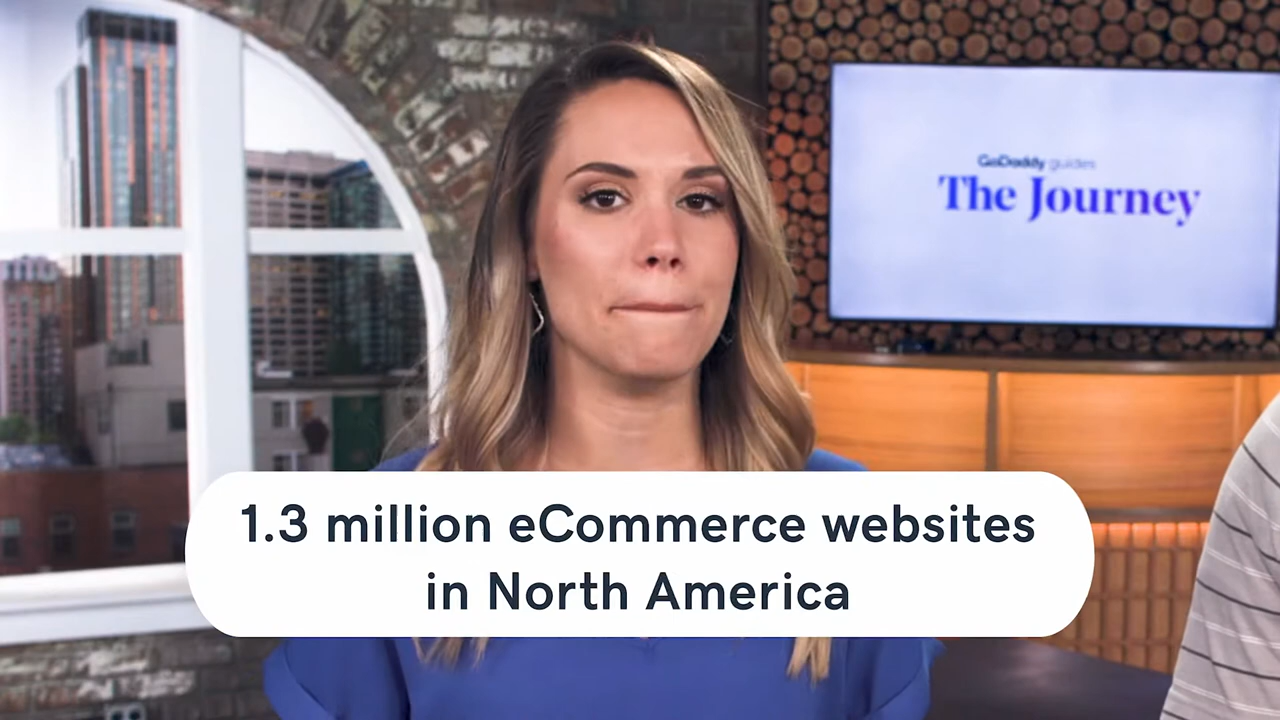 GoDaddy guides
The Journey
1.3 million eCommerce websites
in North America